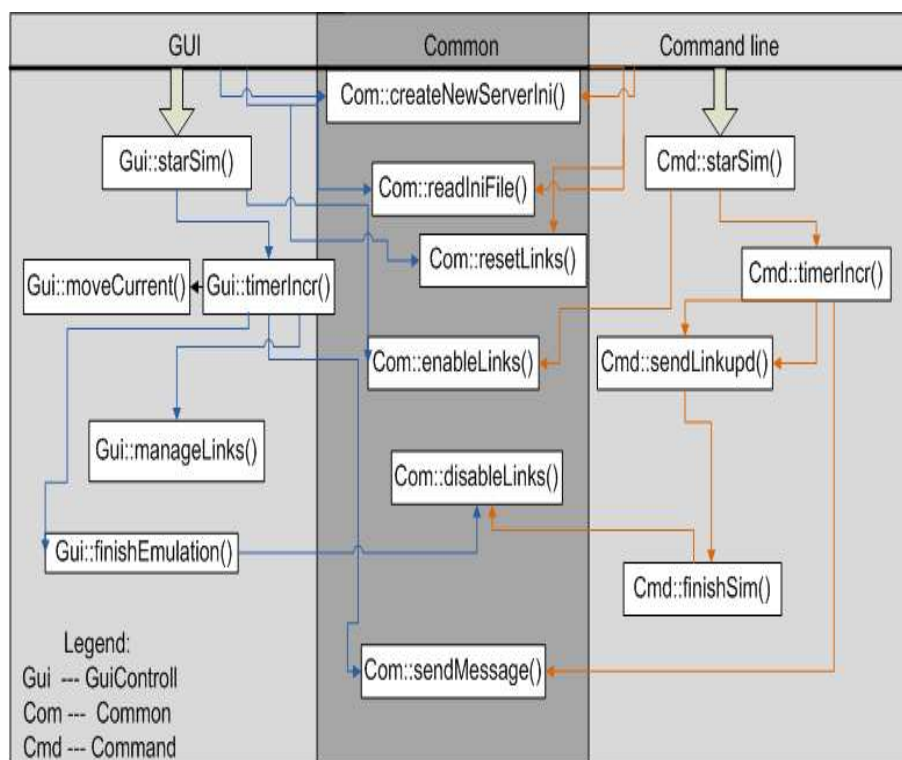 GUI
Common
Command line
Com::createNewServerIni()
Gui::starSim()
Cmd::starSim()
Com::readIniFile()
Com::resetLinks()
Gui::moveCurrent()
Gui::timerIncr()
Cmd::timerIncr()
Com::enableLinks()
Cmd::sendLinkupd()
Gui::manageLinks()
Com::disableLinks()
Gui::finishEmulation()
Cmd::finishSim()
Com::sendMessage()
Legend:
Gui --- GuiControll
Com --- Common
Cmd --- Command